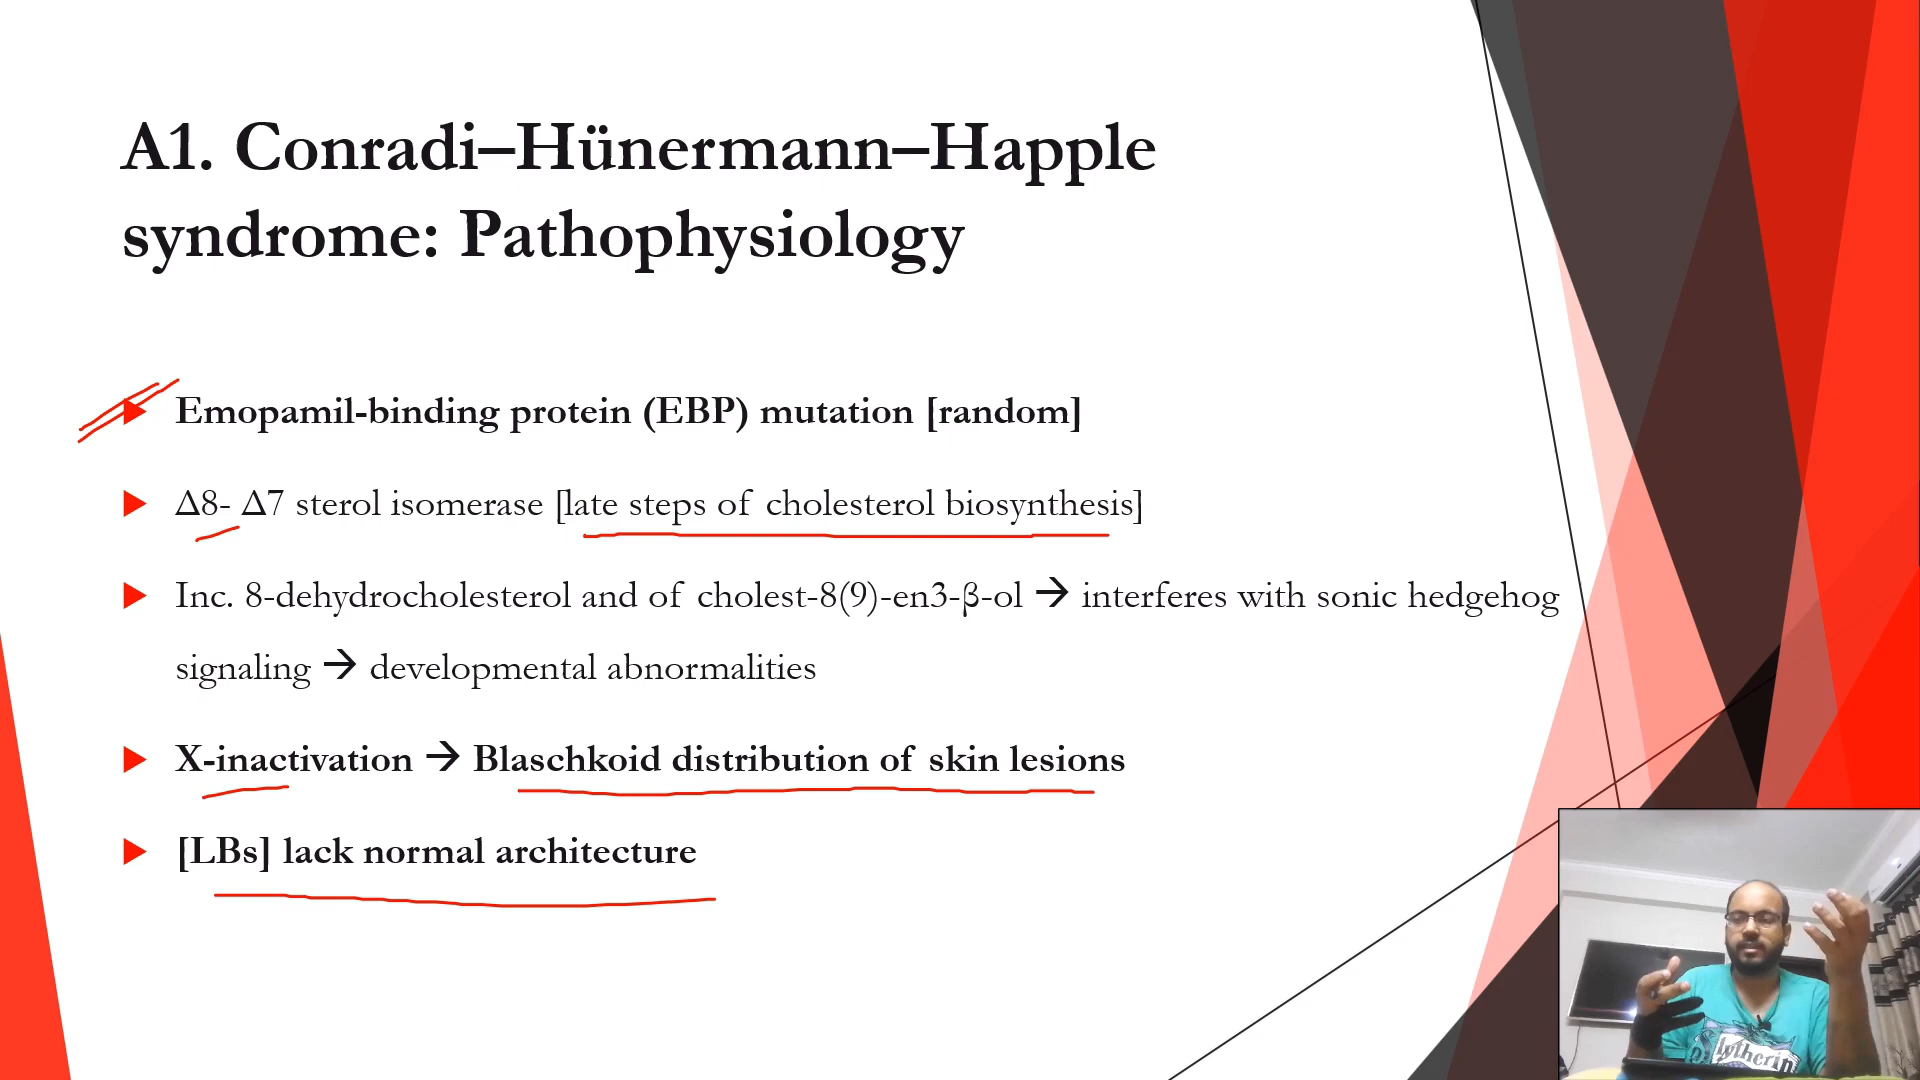 A1. Conradi–Hünermann–Happle
syndrome: Pathophysiology
Emopamil-binding protein (EBP) mutation [random]
Δ8- Δ7 sterol isomerase [late steps of cholesterol biosynthesis]
Inc. 8-dehydrocholesterol and of cholest-8(9)-en3-β-ol → interferes with sonic hedgehog
signaling → developmental abnormalities
X-inactivation → Blaschkoid distribution of skin lesions
[LBs] lack normal architecture